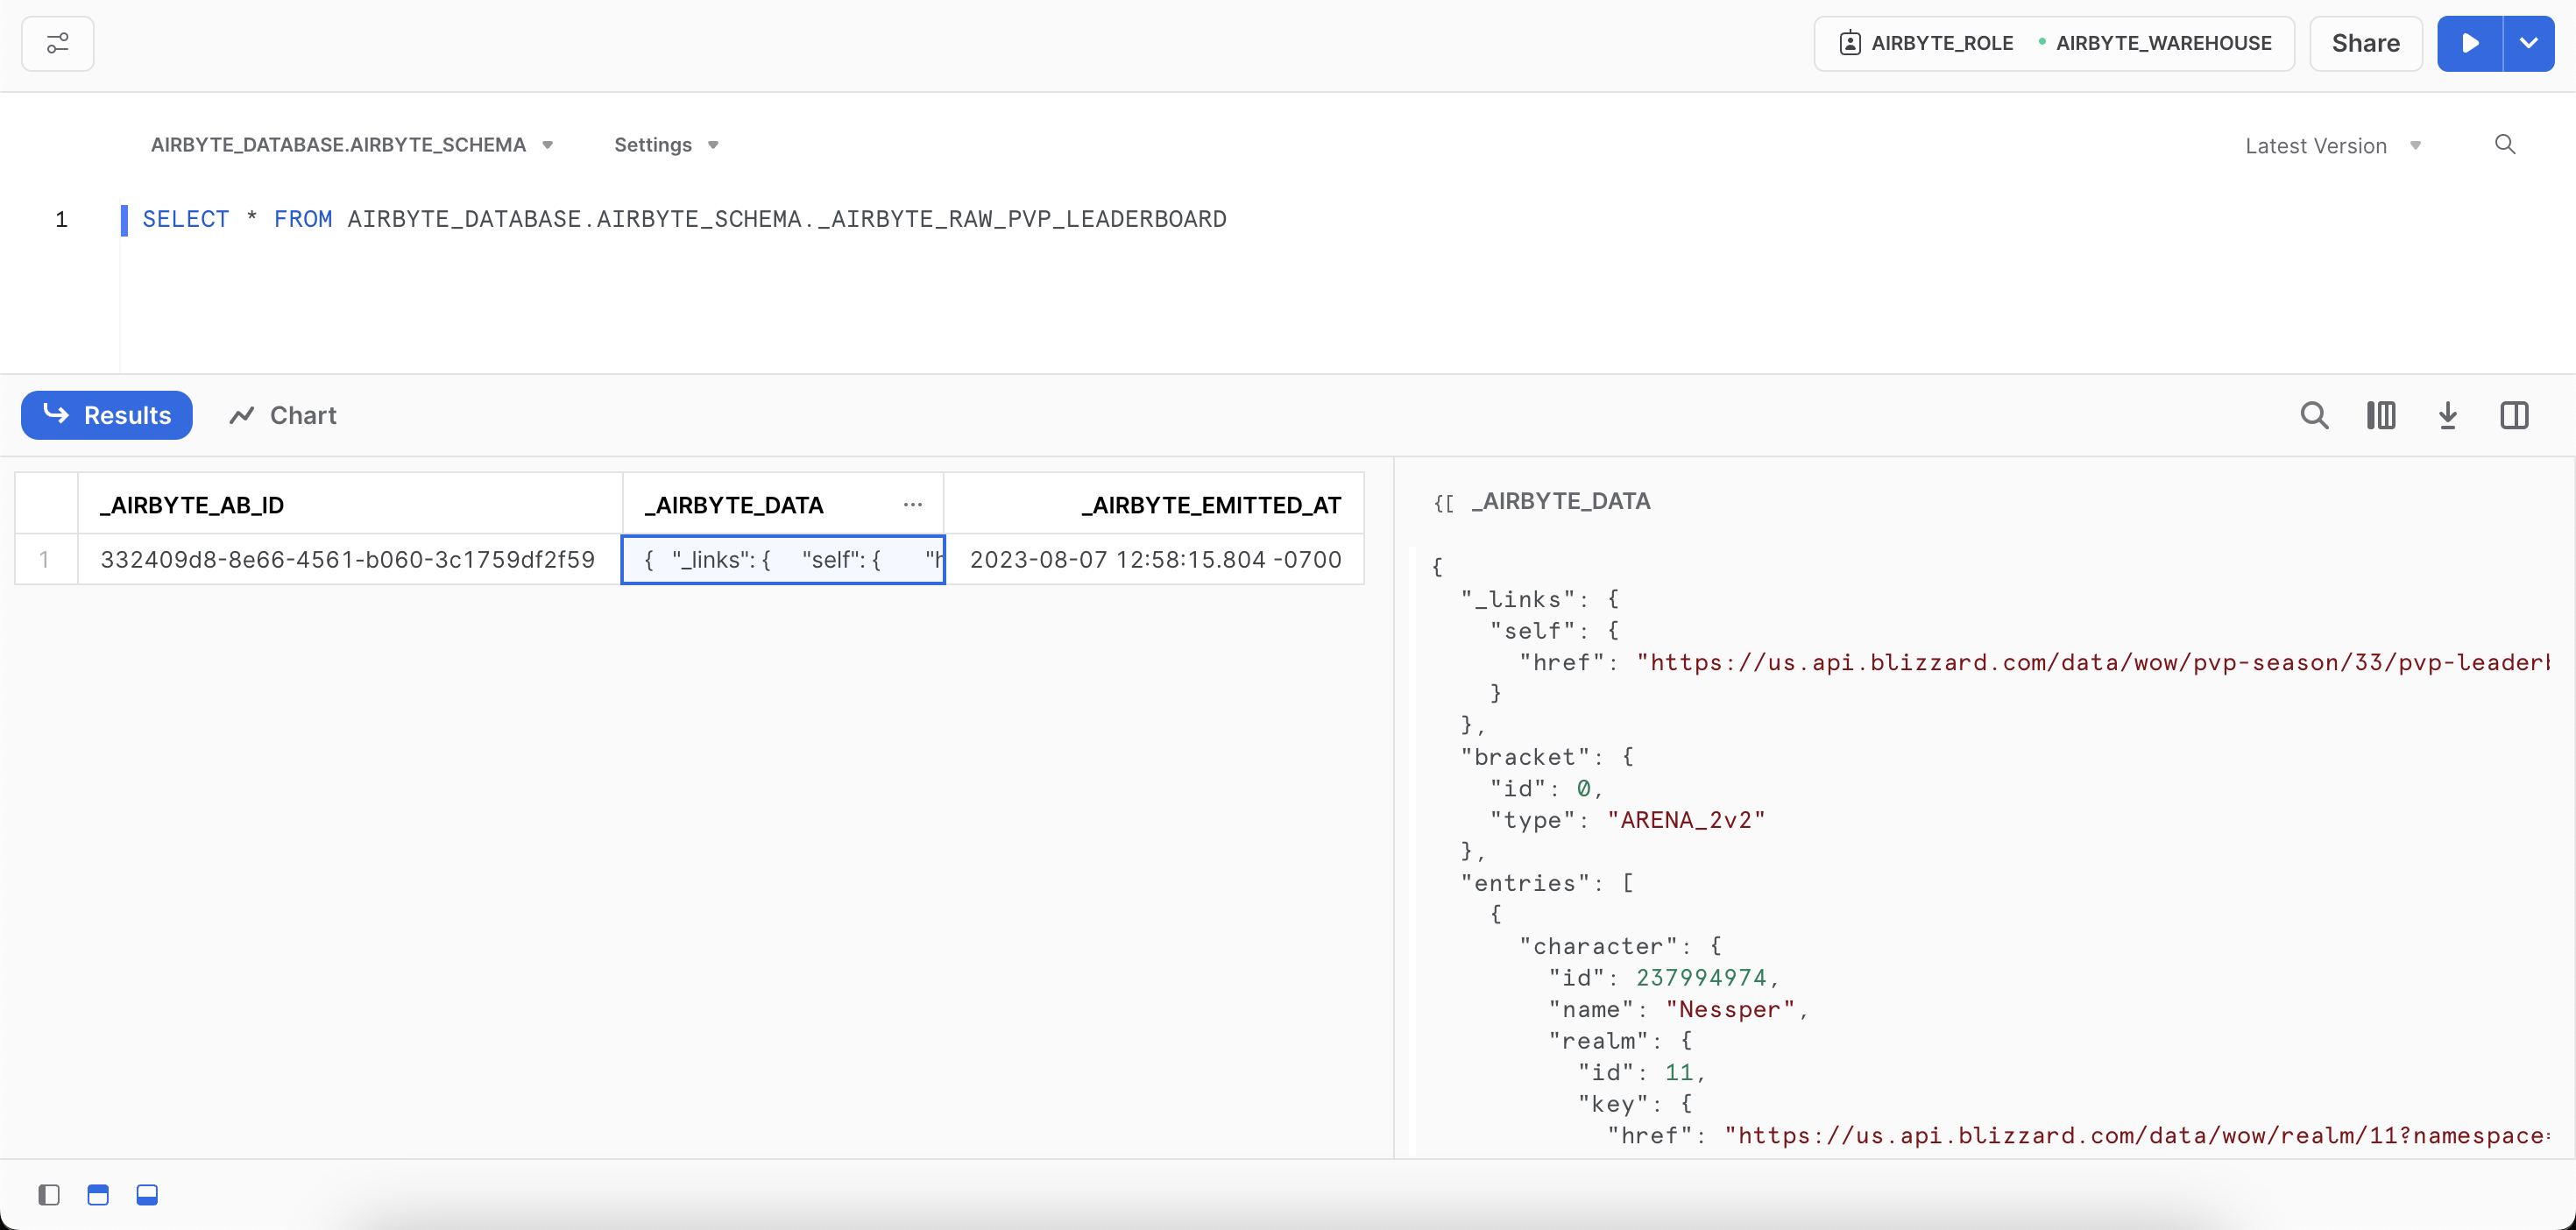 AIRBYTE_ROLE AIRBYTE_WAREHOUSE Share
AIRBYTE_DATABASE.AIRBYTE_SCHEMA Settings Latest Version
1 SELECT * FROM AIRBYTE_DATABASE.AIRBYTE_SCHEMA._AIRBYTE_RAW_PVP_LEADERBOARD
Results Chart
_AIRBYTE_AB_ID _AIRBYTE_DATA ... _AIRBYTE_EMITTED_AT
1 332409d8-8e66-4561-b060-3c1759df2f59 { "_links": { "self": { "h 2023-08-07 12:58:15.804 -0700
{[ _AIRBYTE_DATA
{
"_links": {
"self": {
"href": "https://us.api.blizzard.com/data/wow/pvp-season/33/pvp-leaderb
}
},
"bracket": {
"id": 0,
"type": "ARENA_2v2"
},
"entries": [
{
"character": {
"id": 237994974,
"name": "Nessper",
"realm": {
"id": 11,
"key": {
"href": "https://us.api.blizzard.com/data/wow/realm/11?namespace=